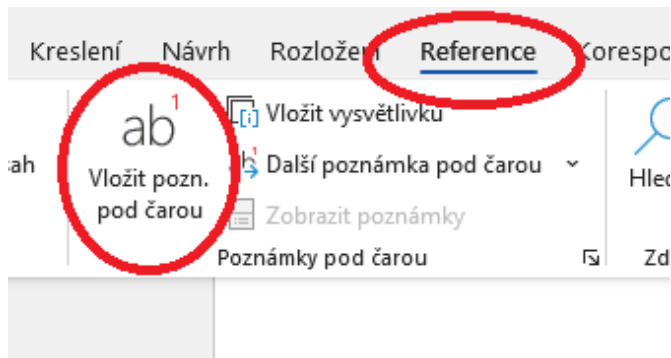 Kreslení Návrh Rozložení Reference
ab1
Vložit pozn.
pod čarou
[i] Vložit vysvětlivku
ab1 Další poznámka pod čarou
Zobrazit poznámky
Poznámky pod čarou